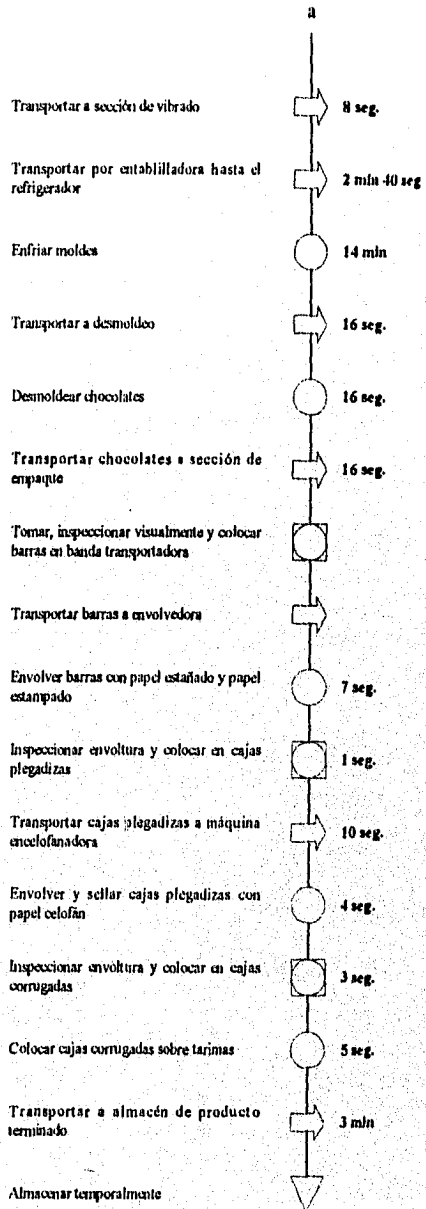 a
Transportar a sección de vibrado 8 seg.
Transportar por entablilladora hasta el 2 min 40 seg
refrigerador
Enfriar moldes 14 min
Transportar a desmoldeo 16 seg.
Desmoldear chocolates 16 seg.
Transportar chocolates a sección de 16 seg.
empaque
Tomar, inspeccionar visualmente y colocar
barras en banda transportadora
Transportar barras a envolvedora
Envolver barras con papel estañado y papel 7 seg.
estampado
Inspeccionar envoltura y colocar en cajas 1 seg.
plegadizas
Transportar cajas plegadizas a máquina 10 seg.
encelofanadora
Envolver y sellar cajas plegadizas con 4 seg.
papel celofán
Inspeccionar envoltura y colocar en cajas 3 seg.
corrugadas
Colocar cajas corrugadas sobre tarimas 5 seg.
Transportar a almacén de producto 3 min
terminado
Almacenar temporalmente